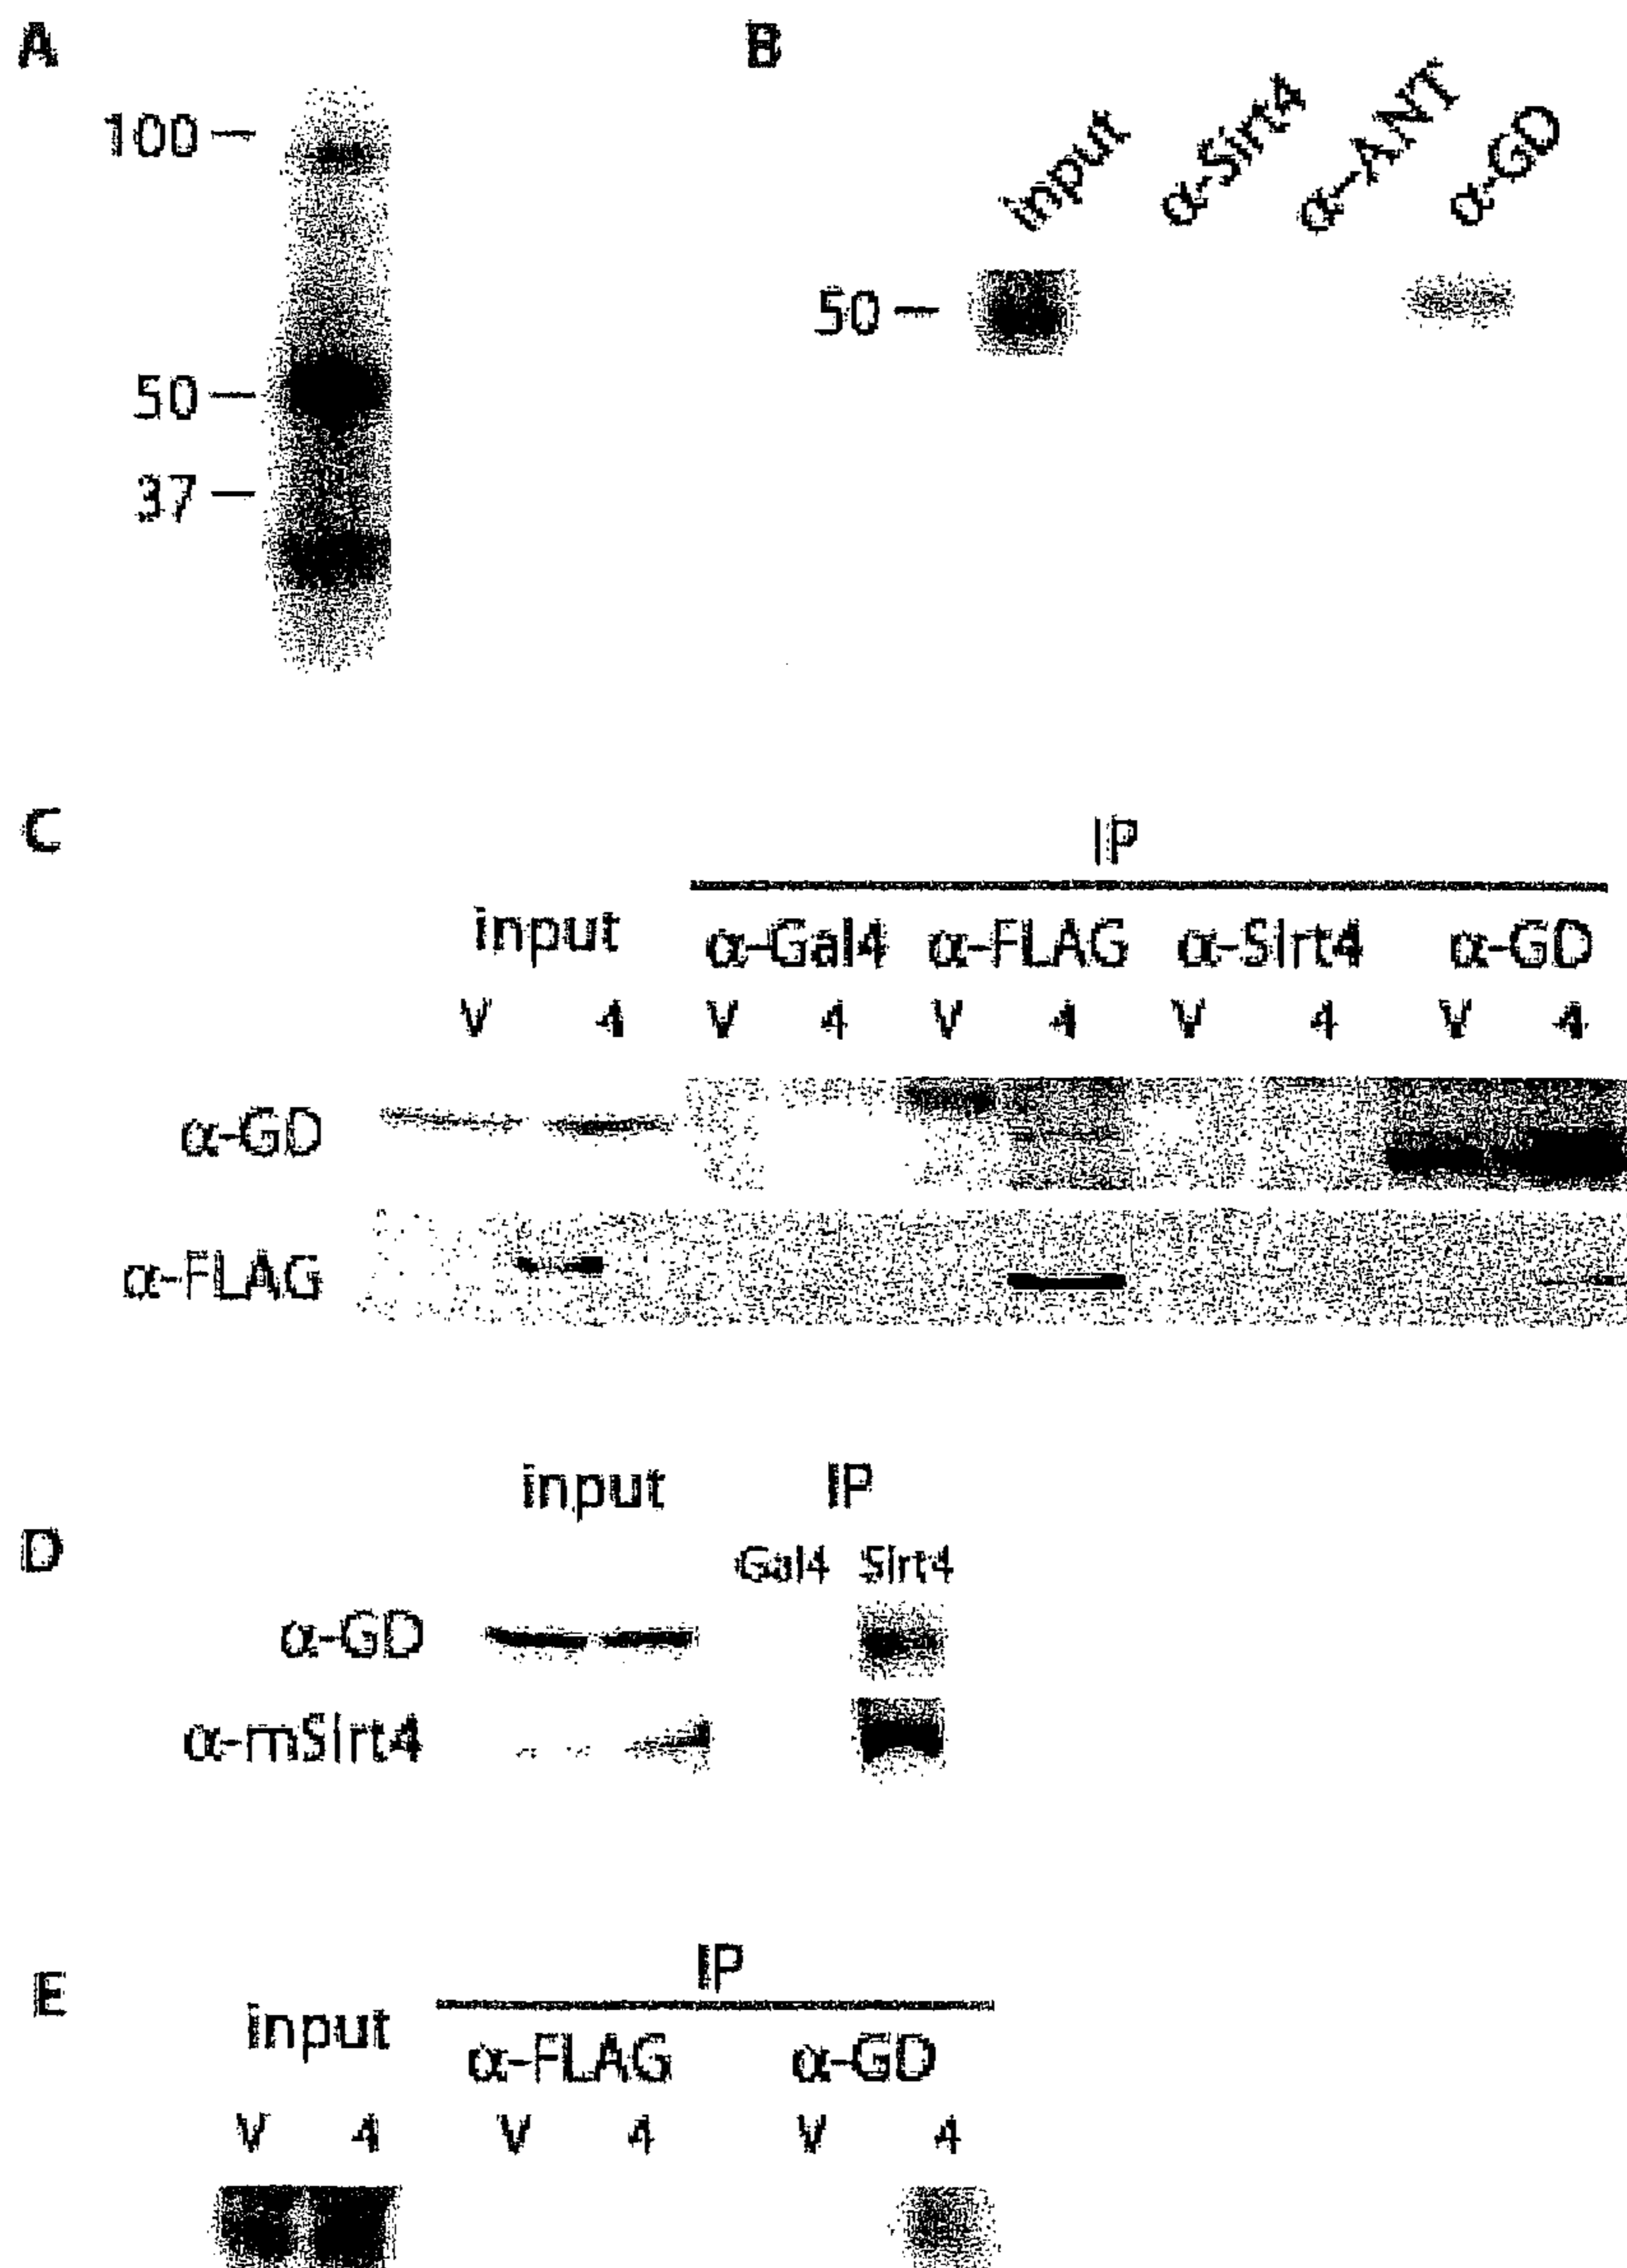 A
100
50
37
B
input α-Sirt4 α-ANT α-GD
50
C
IP
input α-Gal4 α-FLAG α-Sirt4 α-GD
V 4 V 4 V 4 V 4 V 4
α-GD
α-FLAG
D
input IP
Gal4 Sirt4
α-GD
α-mSirt4
E
IP
input
α-FLAG α-GD
V 4 V 4 V 4